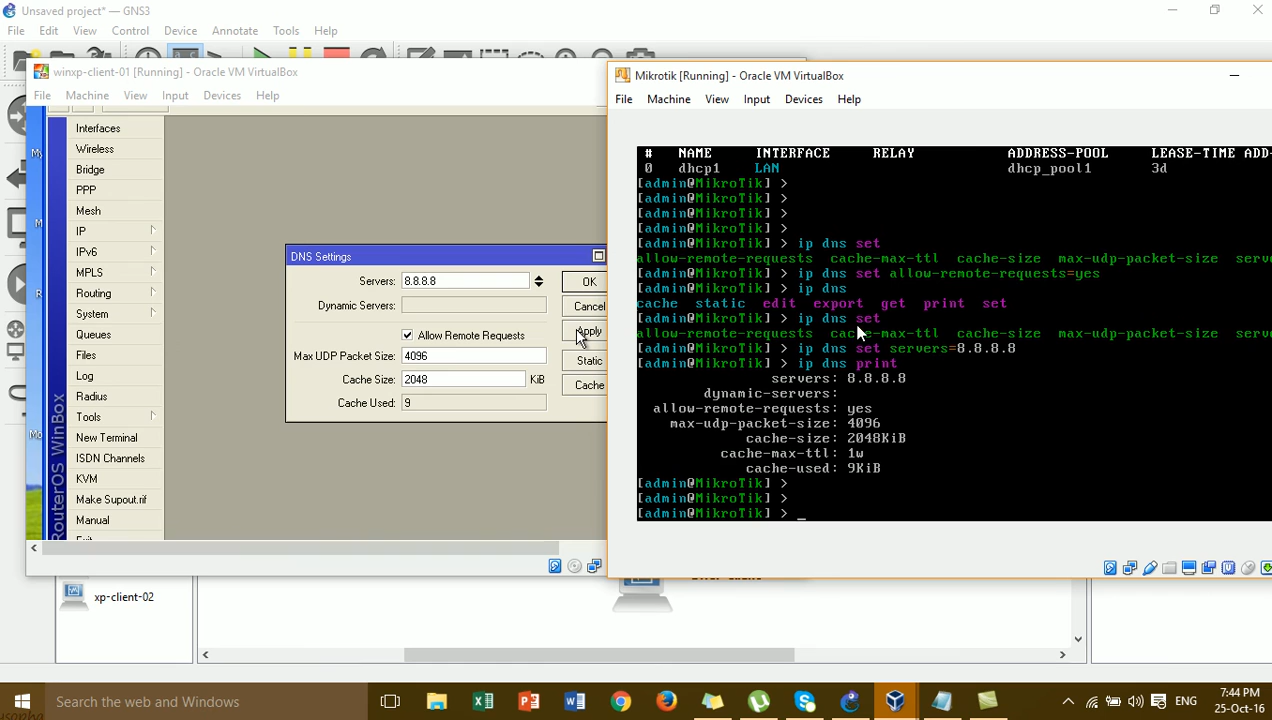 Unsaved project* — GNS3
File Edit View Control Device Annotate Tools Help
winxp-client-01 [Running] - Oracle VM VirtualBox
File Machine View Input Devices Help
Interfaces
Wireless
Bridge
PPP
Mesh
IP
IPv6
MPLS
Routing
System
Queues
Files
Log
Radius
Tools
New Terminal
ISDN Channels
KVM
Make Supout.rif
Manual
Exit
RouterOS WinBox
DNS Settings
Servers: 8.8.8.8 OK
Dynamic Servers: Cancel
Allow Remote Requests Apply
Max UDP Packet Size: 4096 Static
Cache Size: 2048 KiB Cache
Cache Used: 9
Mikrotik [Running] - Oracle VM VirtualBox
File Machine View Input Devices Help
# NAME INTERFACE RELAY ADDRESS-POOL LEASE-TIME ADD-
0 dhcp1 LAN dhcp_pool1 3d
[admin@MikroTik] >
[admin@MikroTik] >
[admin@MikroTik] >
[admin@MikroTik] >
[admin@MikroTik] > ip dns set
allow-remote-requests cache-max-ttl cache-size max-udp-packet-size serve
[admin@MikroTik] > ip dns set allow-remote-requests=yes
[admin@MikroTik] > ip dns
cache static edit export get print set
[admin@MikroTik] > ip dns set
allow-remote-requests cache-max-ttl cache-size max-udp-packet-size serve
[admin@MikroTik] > ip dns set servers=8.8.8.8
[admin@MikroTik] > ip dns print
servers: 8.8.8.8
dynamic-servers:
allow-remote-requests: yes
max-udp-packet-size: 4096
cache-size: 2048KiB
cache-max-ttl: 1w
cache-used: 9KiB
[admin@MikroTik] >
[admin@MikroTik] >
[admin@MikroTik] > _
xp-client-02
Search the web and Windows
ENG
7:44 PM
25-Oct-16